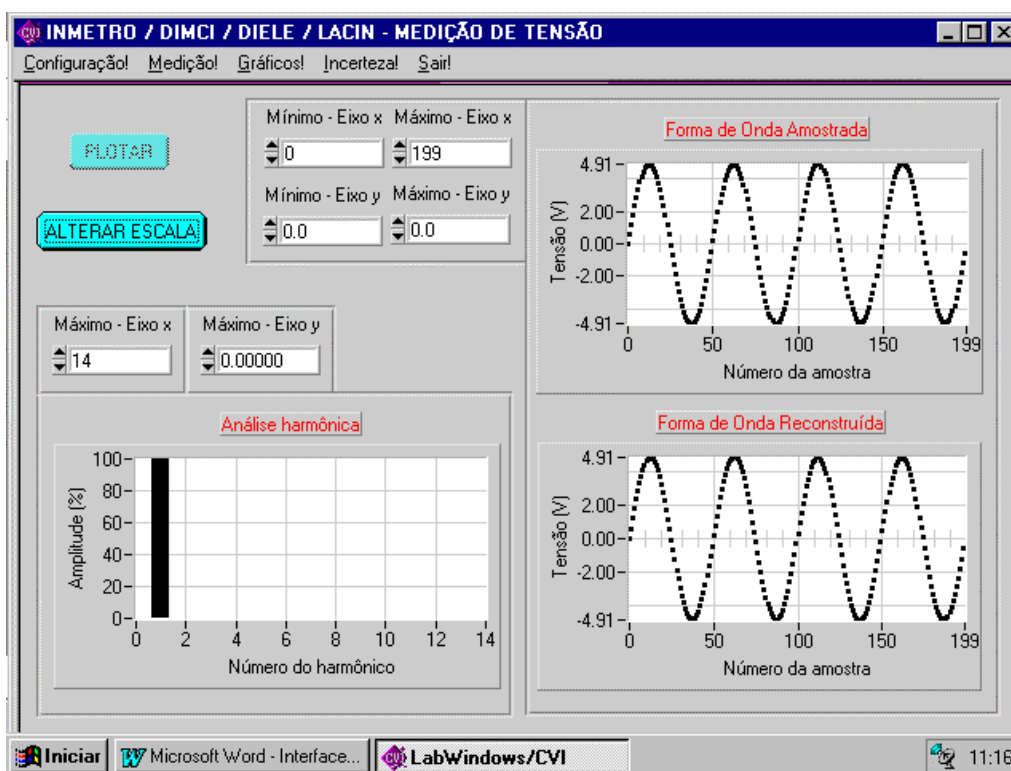 INMETRO / DIMCI / DIELE / LACIN - MEDIÇÃO DE TENSÃO
Configuração! Medição! Gráficos! Incerteza! Sair!
PLOTAR
ALTERAR ESCALA
Mínimo - Eixo x Máximo - Eixo x
0 199
Mínimo - Eixo y Máximo - Eixo y
0.0 0.0
Máximo - Eixo x Máximo - Eixo y
14 0.00000
Análise harmônica
Amplitude (%)
100
80
60
40
20
0
0 2 4 6 8 10 12 14
Número do harmônico
Forma de Onda Amostrada
Tensão (V)
4.91
2.00
0.00
-2.00
-4.91
0 50 100 150 199
Número da amostra
Forma de Onda Reconstruída
Tensão (V)
4.91
2.00
0.00
-2.00
-4.91
0 50 100 150 199
Número da amostra
Iniciar Microsoft Word - Interface... LabWindows/CVI 11:16